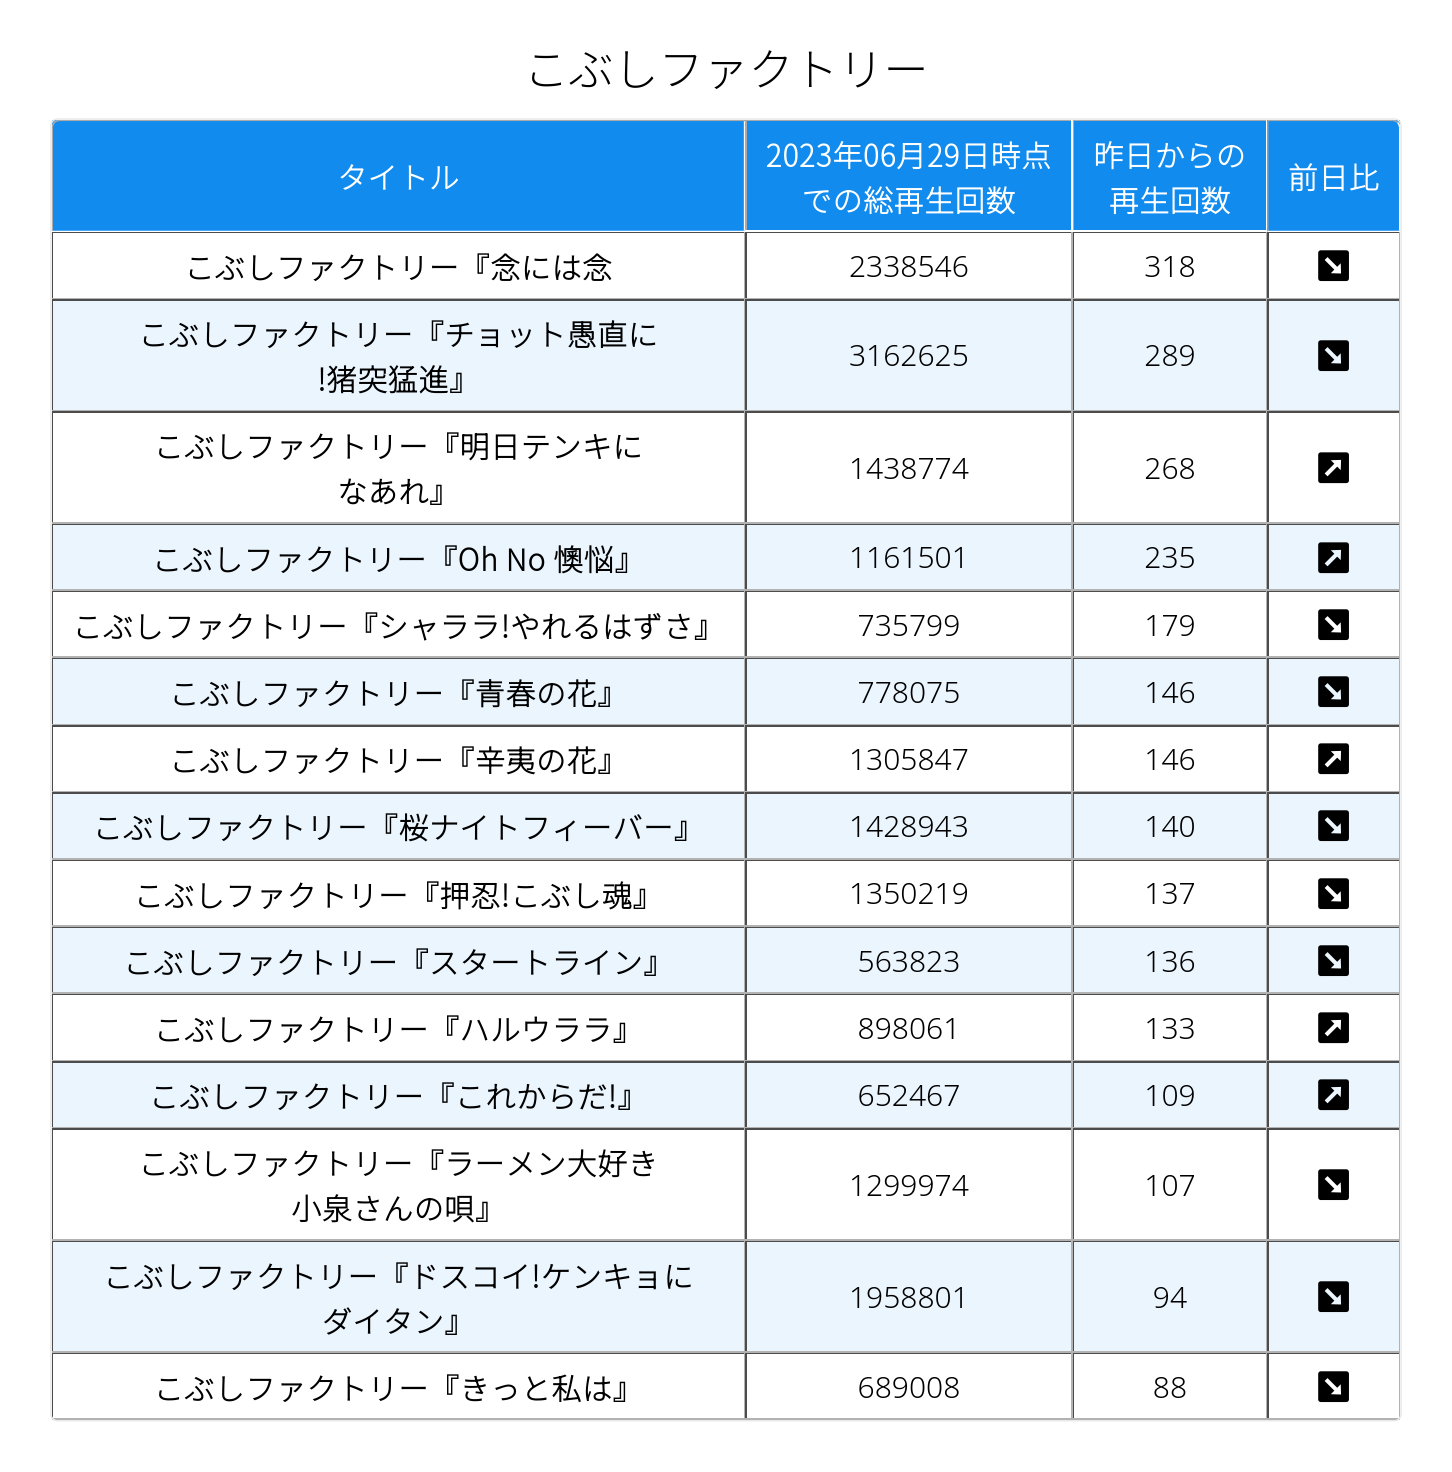 こぶしファクトリー
タイトル
2023年06月29日時点
での総再生回数
昨日からの
再生回数
前日比
こぶしファクトリー『念には念
2338546
318
こぶしファクトリー『チョット愚直に
!猪突猛進』
3162625
289
こぶしファクトリー『明日テンキに
なあれ』
1438774
268
こぶしファクトリー『Oh No 懊悩』
1161501
235
こぶしファクトリー『シャララ!やれるはずさ』
735799
179
こぶしファクトリー『青春の花』
778075
146
こぶしファクトリー『辛夷の花』
1305847
146
こぶしファクトリー『桜ナイトフィーバー』
1428943
140
こぶしファクトリー『押忍!こぶし魂』
1350219
137
こぶしファクトリー『スタートライン』
563823
136
こぶしファクトリー『ハルウララ』
898061
133
こぶしファクトリー『これからだ!』
652467
109
こぶしファクトリー『ラーメン大好き
小泉さんの唄』
1299974
107
こぶしファクトリー『ドスコイ!ケンキョに
ダイタン』
1958801
94
こぶしファクトリー『きっと私は』
689008
88